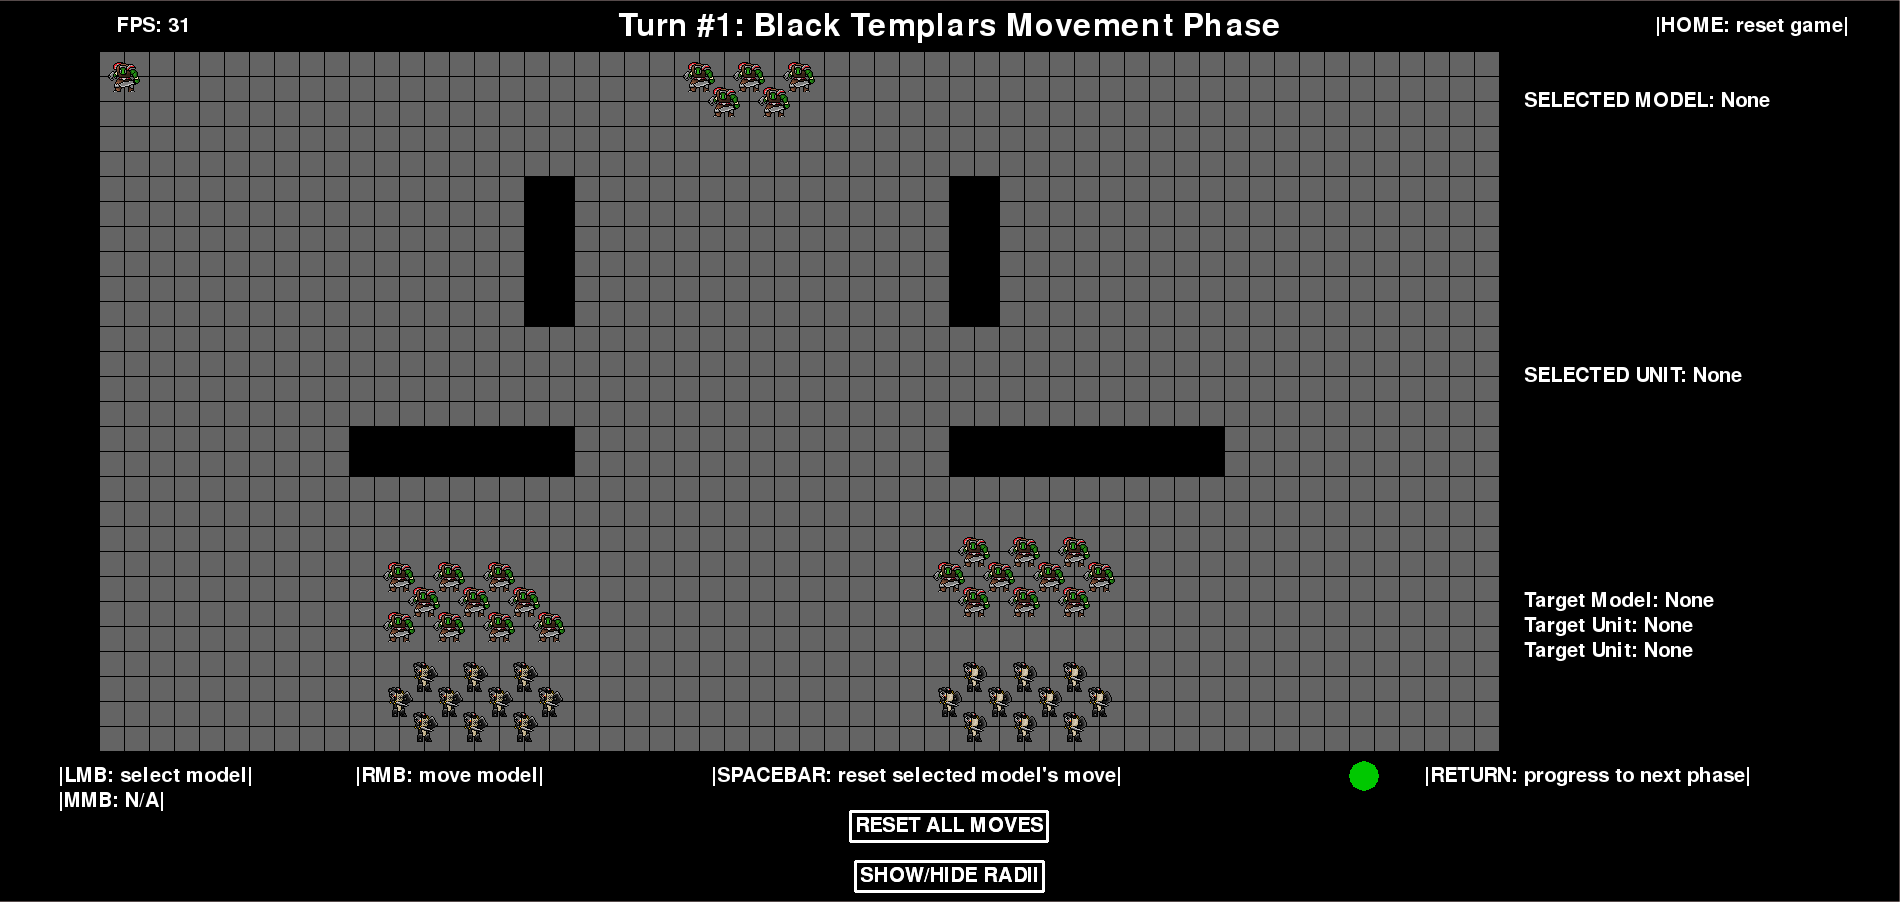 FPS: 31
Turn #1: Black Templars Movement Phase
|HOME: reset game|
SELECTED MODEL: None
SELECTED UNIT: None
Target Model: None
Target Unit: None
Target Unit: None
|LMB: select model|
|RMB: move model|
|SPACEBAR: reset selected model's move|
|RETURN: progress to next phase|
|MMB: N/A|
RESET ALL MOVES
SHOW/HIDE RADII